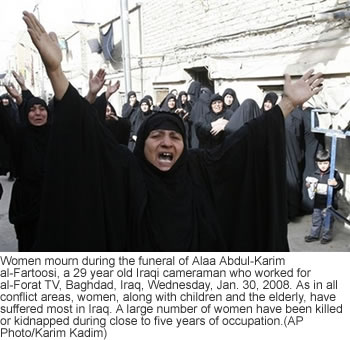 Women mourn during the funeral of Alaa Abdul-Karim
al-Fartoosi, a 29 year old Iraqi cameraman who worked for
al-Forat TV, Baghdad, Iraq, Wednesday, Jan. 30, 2008. As in all
conflict areas, women, along with children and the elderly, have
suffered most in Iraq. A large number of women have been killed
or kidnapped during close to five years of occupation.(AP
Photo/Karim Kadim)